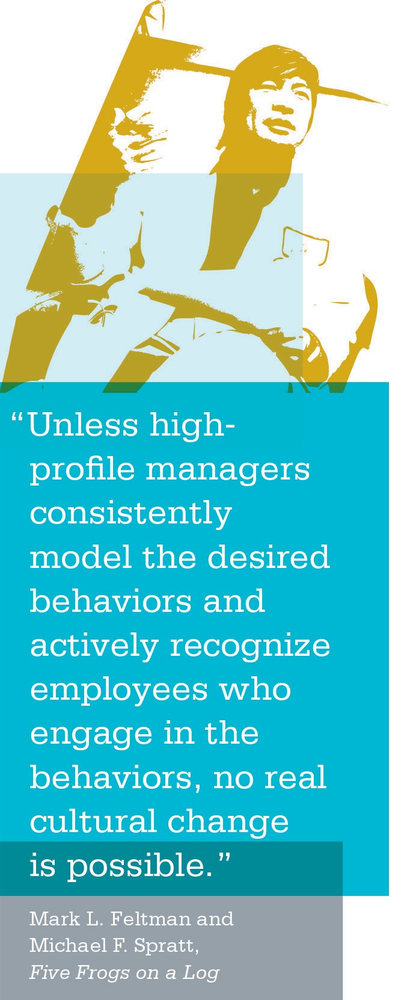 “Unless high-
profile managers
consistently
model the desired
behaviors and
actively recognize
employees who
engage in the
behaviors, no real
cultural change
is possible.”
Mark L. Feltman and
Michael F. Spratt,
Five Frogs on a Log